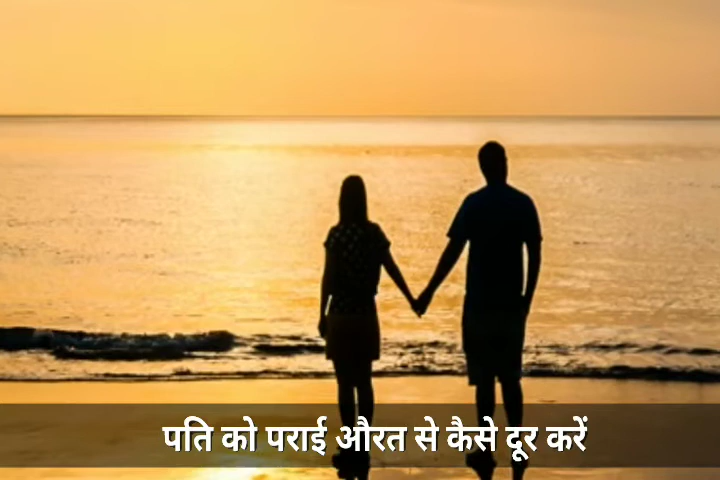 पति को पराई औरत से कैसे दूर करें